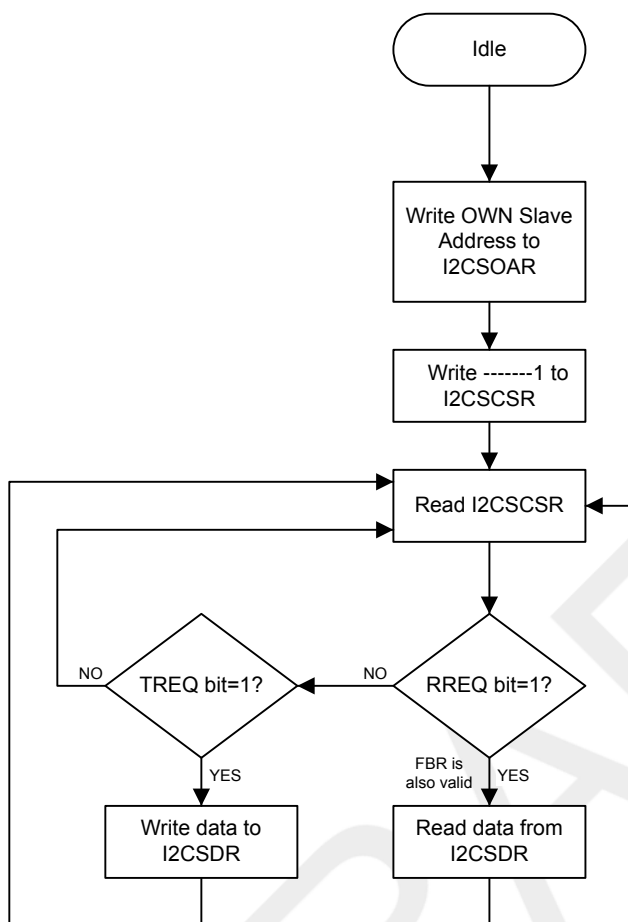 Idle
Write OWN Slave
Address to
I2CSOAR
Write -------1 to
I2CSCSR
Read I2CSCSR
NO
TREQ bit=1?
NO
RREQ bit=1?
YES
FBR is
also valid
YES
Write data to
I2CSDR
Read data from
I2CSDR